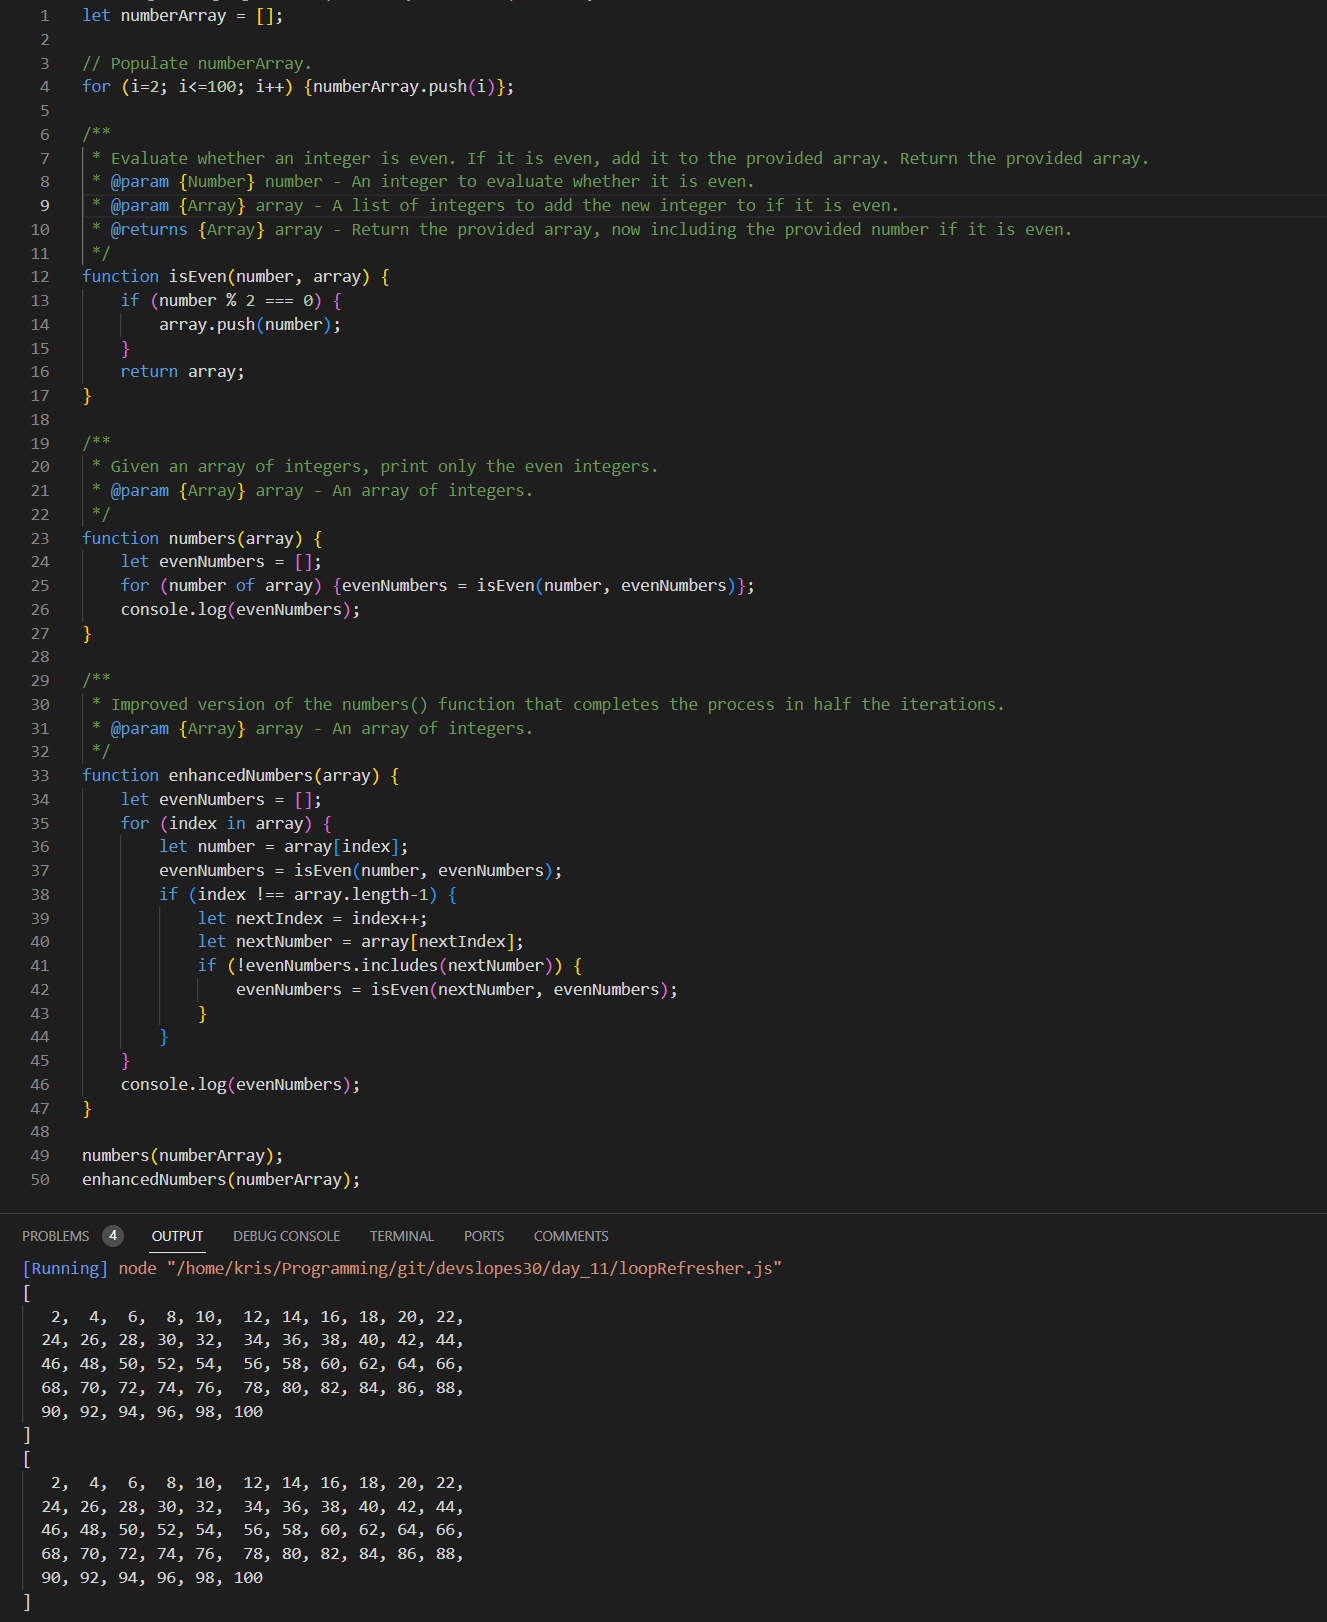 1 let numberArray = [];
2
3 // Populate numberArray.
4 for (i=2; i<=100; i++) {numberArray.push(i)};
5
6 /**
7 * Evaluate whether an integer is even. If it is even, add it to the provided array. Return the provided array.
8 * @param {Number} number - An integer to evaluate whether it is even.
9 * @param {Array} array - A list of integers to add the new integer to if it is even.
10 * @returns {Array} array - Return the provided array, now including the provided number if it is even.
11 */
12 function isEven(number, array) {
13 if (number % 2 === 0) {
14 array.push(number);
15 }
16 return array;
17 }
18
19 /**
20 * Given an array of integers, print only the even integers.
21 * @param {Array} array - An array of integers.
22 */
23 function numbers(array) {
24 let evenNumbers = [];
25 for (number of array) {evenNumbers = isEven(number, evenNumbers)};
26 console.log(evenNumbers);
27 }
28
29 /**
30 * Improved version of the numbers() function that completes the process in half the iterations.
31 * @param {Array} array - An array of integers.
32 */
33 function enhancedNumbers(array) {
34 let evenNumbers = [];
35 for (index in array) {
36 let number = array[index];
37 evenNumbers = isEven(number, evenNumbers);
38 if (index !== array.length-1) {
39 let nextIndex = index++;
40 let nextNumber = array[nextIndex];
41 if (!evenNumbers.includes(nextNumber)) {
42 evenNumbers = isEven(nextNumber, evenNumbers);
43 }
44 }
45 }
46 console.log(evenNumbers);
47 }
48
49 numbers(numberArray);
50 enhancedNumbers(numberArray);
PROBLEMS 4 OUTPUT DEBUG CONSOLE TERMINAL PORTS COMMENTS
[Running] node "/home/kris/Programming/git/devslopes30/day_11/loopRefresher.js"
[
2, 4, 6, 8, 10, 12, 14, 16, 18, 20, 22,
24, 26, 28, 30, 32, 34, 36, 38, 40, 42, 44,
46, 48, 50, 52, 54, 56, 58, 60, 62, 64, 66,
68, 70, 72, 74, 76, 78, 80, 82, 84, 86, 88,
90, 92, 94, 96, 98, 100
]
[
2, 4, 6, 8, 10, 12, 14, 16, 18, 20, 22,
24, 26, 28, 30, 32, 34, 36, 38, 40, 42, 44,
46, 48, 50, 52, 54, 56, 58, 60, 62, 64, 66,
68, 70, 72, 74, 76, 78, 80, 82, 84, 86, 88,
90, 92, 94, 96, 98, 100
]